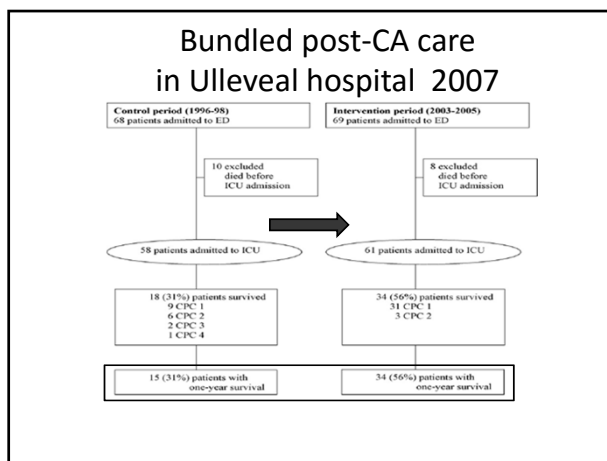 Bundled post-CA care
in Ulleveal hospital 2007
Control period (1996-98)
68 patients admitted to ED
Intervention period (2003-2005)
69 patients admitted to ED
10 excluded
died before
ICU admission
8 excluded
died before
ICU admission
58 patients admitted to ICU
61 patients admitted to ICU
18 (31%) patients survived
9 CPC 1
6 CPC 2
2 CPC 3
1 CPC 4
34 (56%) patients survived
31 CPC 1
3 CPC 2
15 (31%) patients with
one-year survival
34 (56%) patients with
one-year survival